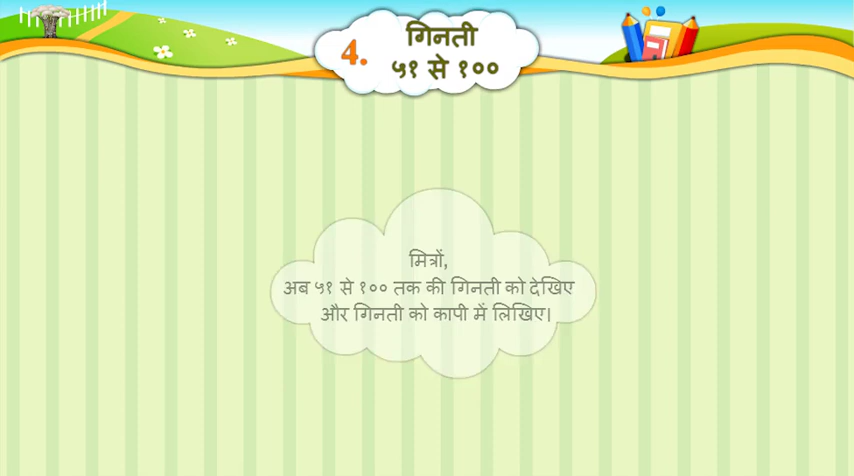 4.
गिनती
५१ से १००
मित्रों,
अब ५१ से १०० तक की गिनती को देखिए
और गिनती को कापी में लिखिए।